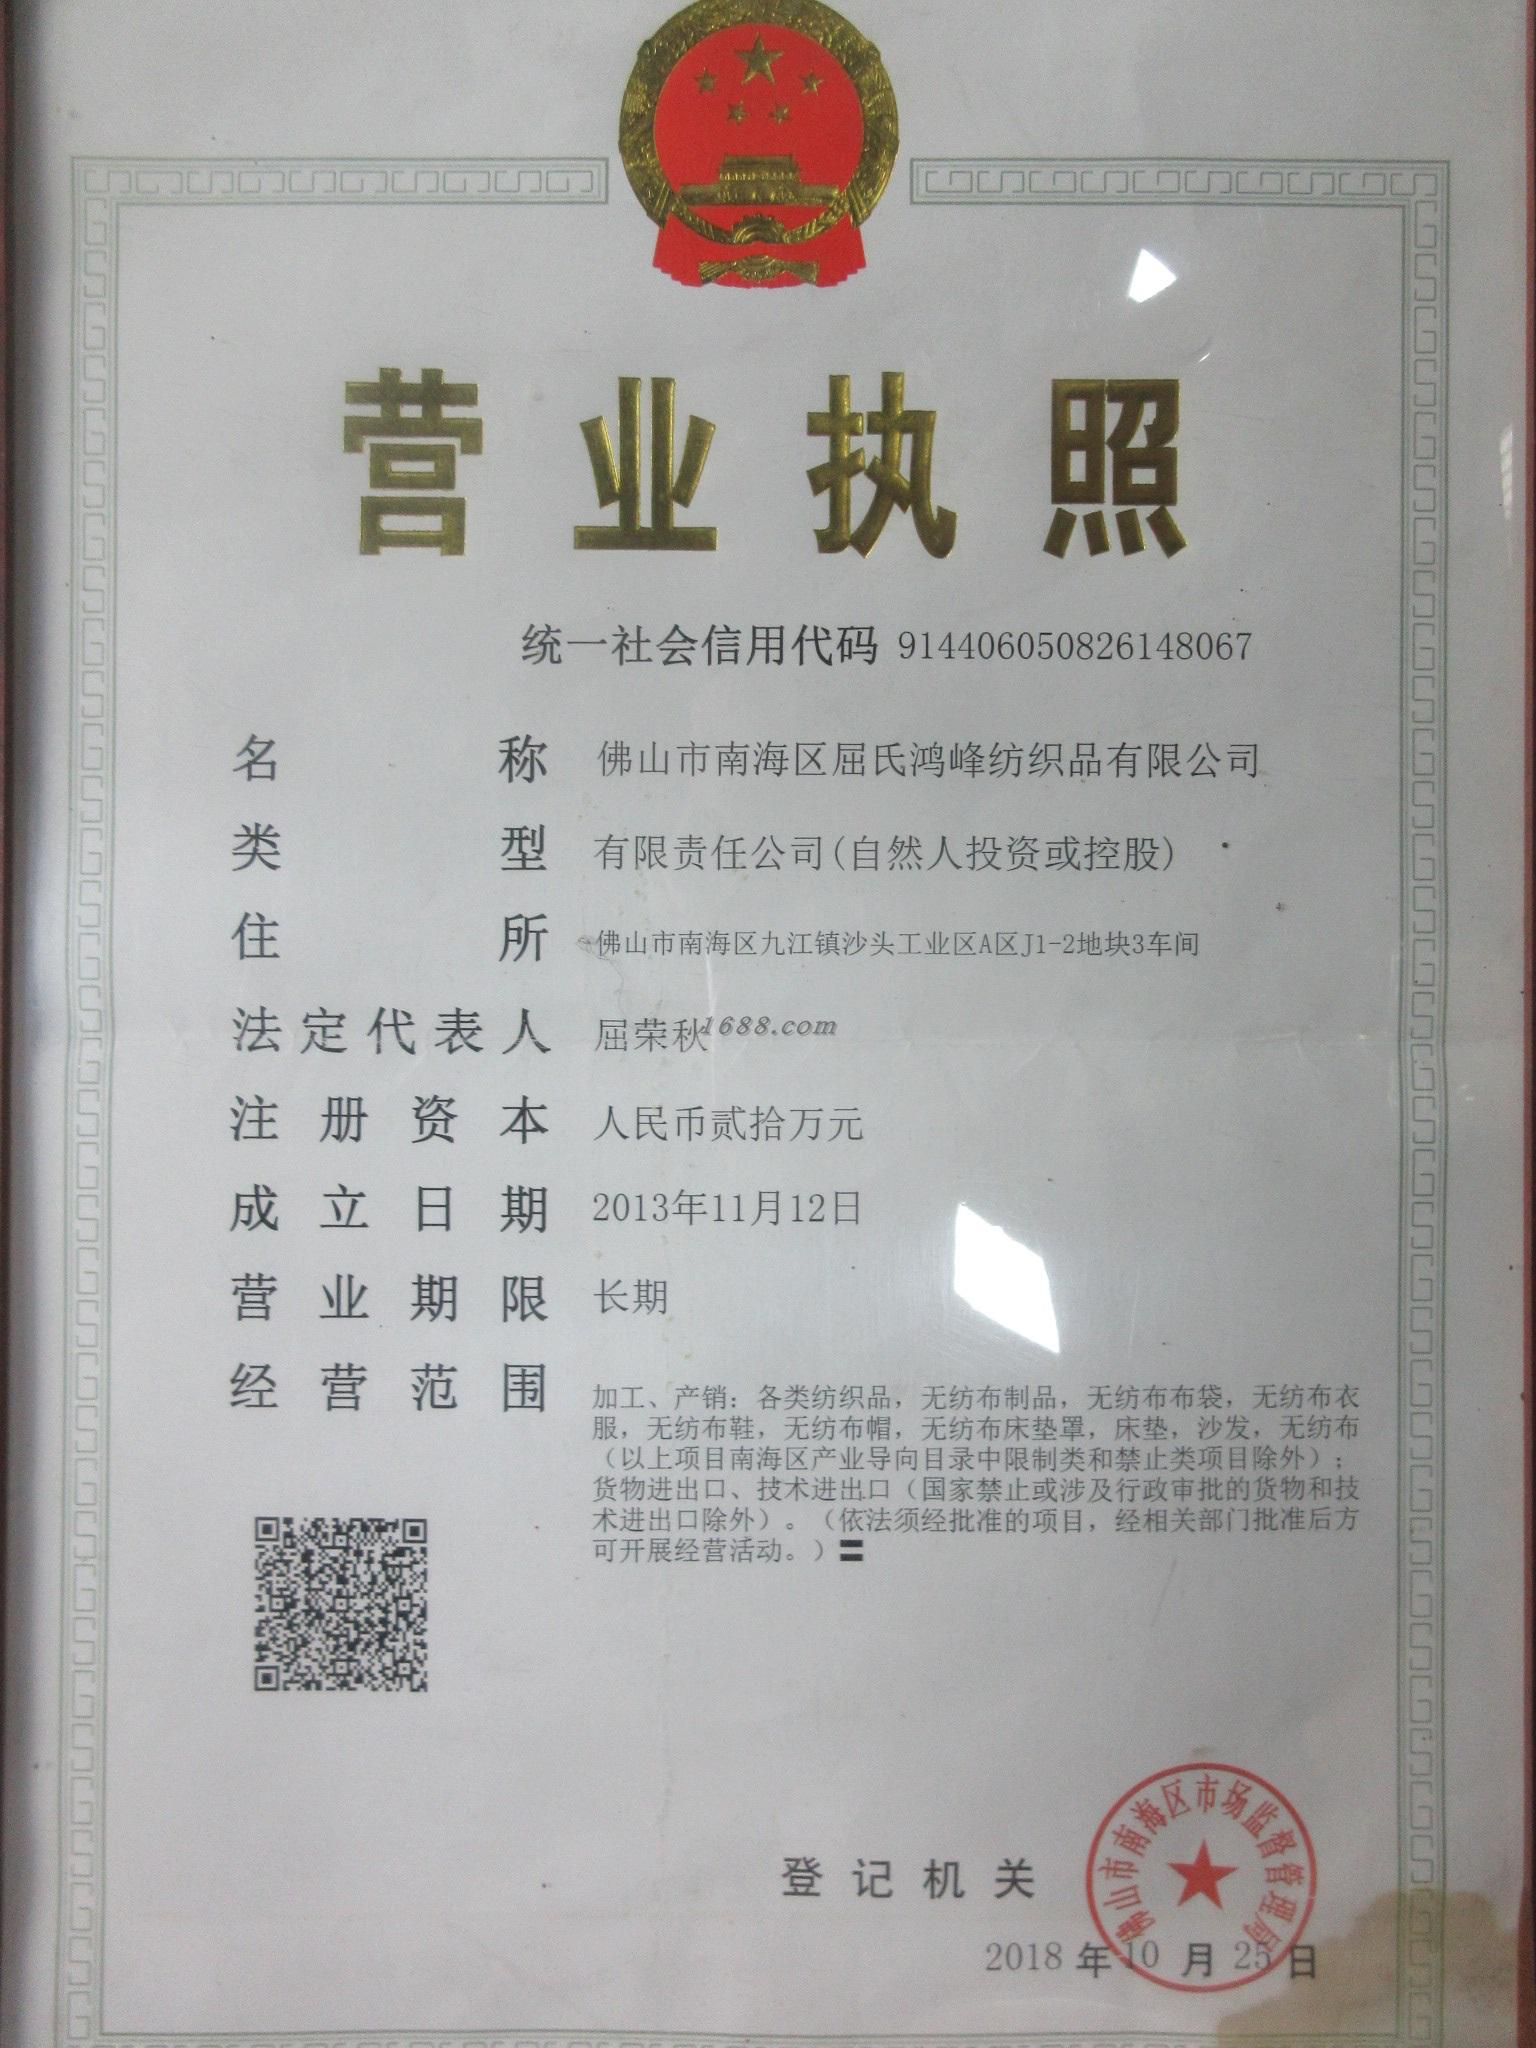 营业执照
统一社会信用代码 914406050826148067
名称 佛山市南海区屈氏鸿峰纺织品有限公司
类型 有限责任公司(自然人投资或控股)
住所 佛山市南海区九江镇沙头工业区A区J1-2地块3车间
法定代表人 屈荣秋
1688.com
注册资本 人民币贰拾万元
成立日期 2013年11月12日
营业期限 长期
经营范围 加工、产销：各类纺织品，无纺布制品，无纺布布袋，无纺布衣
服，无纺布鞋，无纺布帽，无纺布床垫罩，床垫，沙发，无纺布
（以上项目南海区产业导向目录中限制类和禁止类项目除外）；
货物进出口、技术进出口（国家禁止或涉及行政审批的货物和技
术进出口除外）。（依法须经批准的项目，经相关部门批准后方
可开展经营活动。）〓
登记机关
佛山市南海区市场监督管理局
2018年10月25日